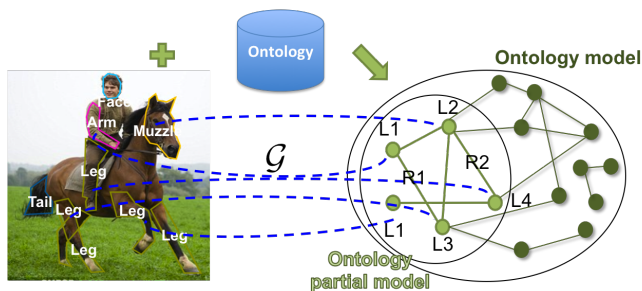 Ontology
Ontology model
Face
Arm
Muzzle
Leg
Tail
Leg
Leg
Leg
Leg
G
L1
L2
R1
R2
L1
L3
L4
Ontology
partial model